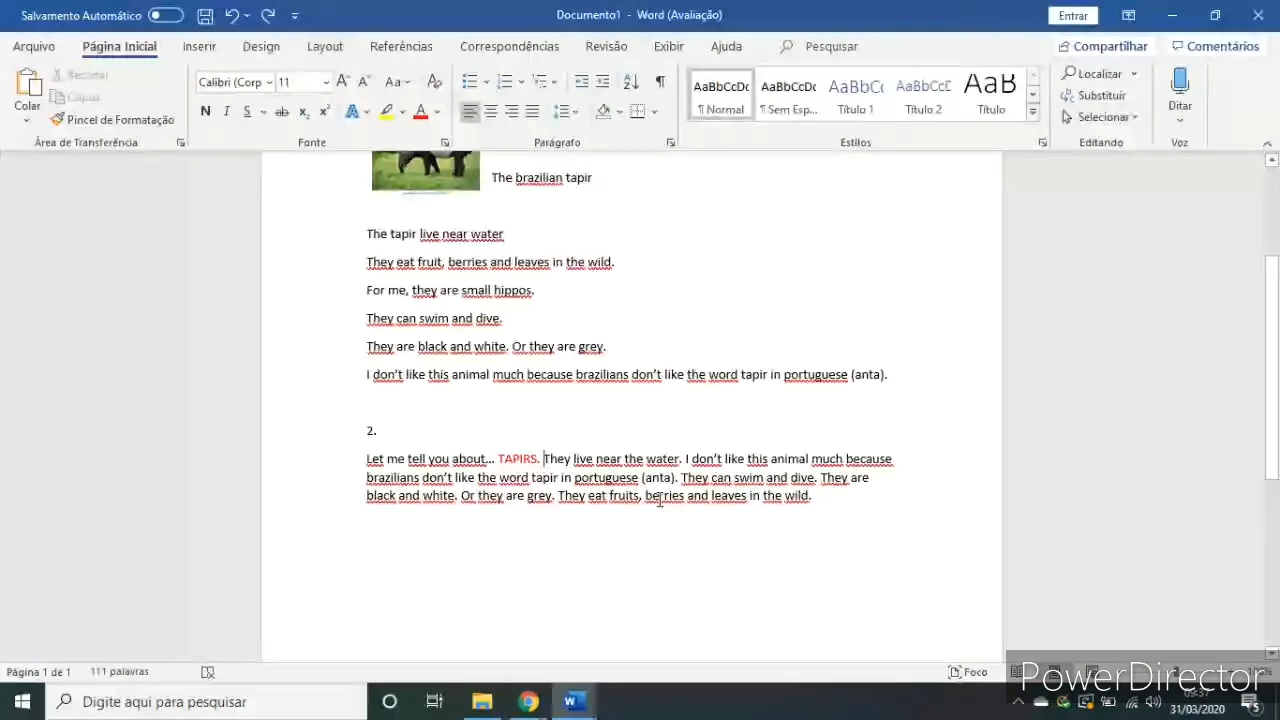 Salvamento Automático
Documento1 - Word (Avaliação)
Entrar
Arquivo Página Inicial Inserir Design Layout Referências Correspondências Revisão Exibir Ajuda Pesquisar Compartilhar Comentários
Colar
Recortar
Copiar
Pincel de Formatação
Área de Transferência
Calibri (Corp 11
N I S ab x₂ x² A A
Fonte
Parágrafo
AaBbCcDc AaBbCcDc AaBbC( AaBbCcE AaB
¶ Normal ¶ Sem Esp... Título 1 Título 2 Título
Estilos
Localizar
Substituir
Selecionar
Editando
Ditar
Voz
The brazilian tapir
The tapir live near water
They eat fruit, berries and leaves in the wild.
For me, they are small hippos.
They can swim and dive.
They are black and white. Or they are grey.
I don't like this animal much because brazilians don't like the word tapir in portuguese (anta).
2.
Let me tell you about... TAPIRS. They live near the water. I don't like this animal much because
brazilians don't like the word tapir in portuguese (anta). They can swim and dive. They are
black and white. Or they are grey. They eat fruits, berries and leaves in the wild.
Página 1 de 1 111 palavras
Foco
PowerDirector
Digite aqui para pesquisar
31/03/2020
5